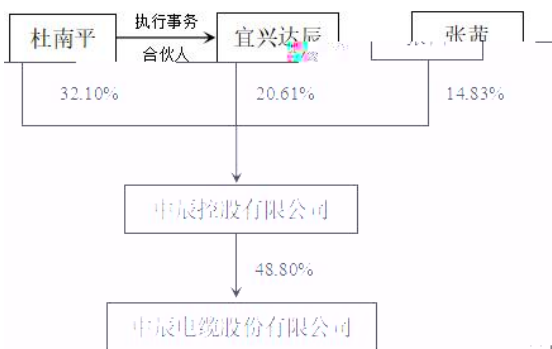 杜南平
执行事务
合伙人
宜兴达辰
张茜
32.10%
20.61%
14.83%
中辰控股有限公司
48.80%
中辰电缆股份有限公司